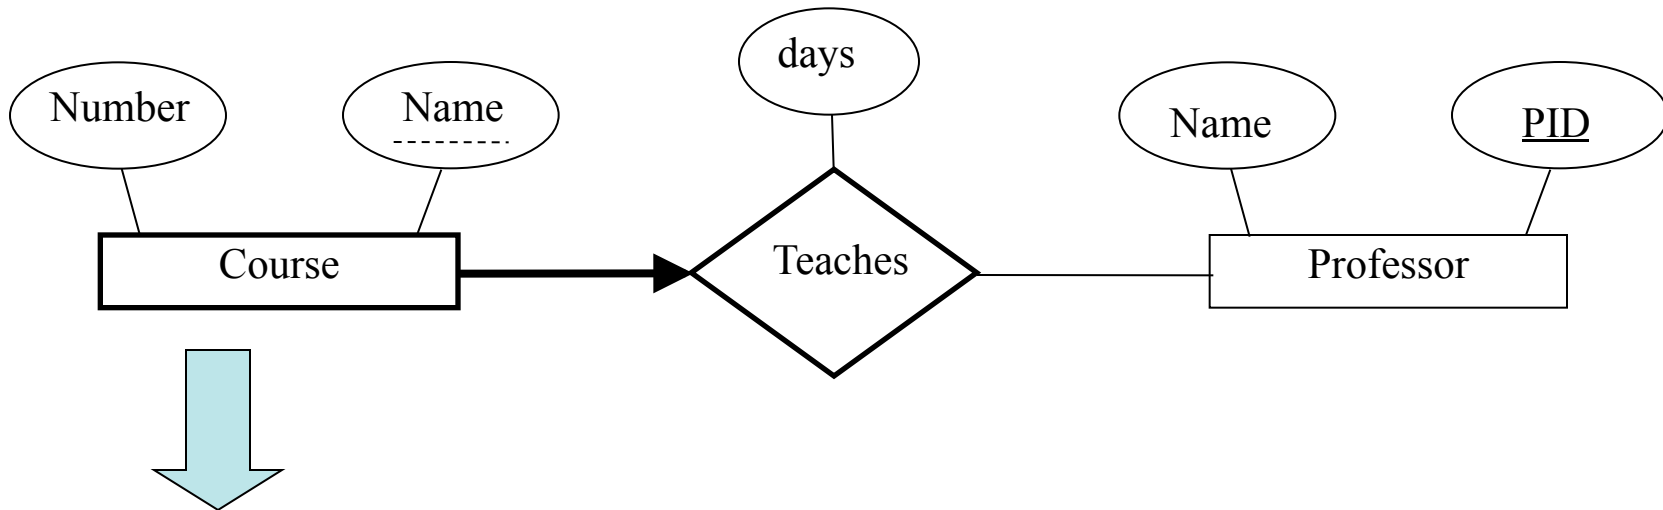 days
Number
Name
Name
PID
Course
Teaches
Professor